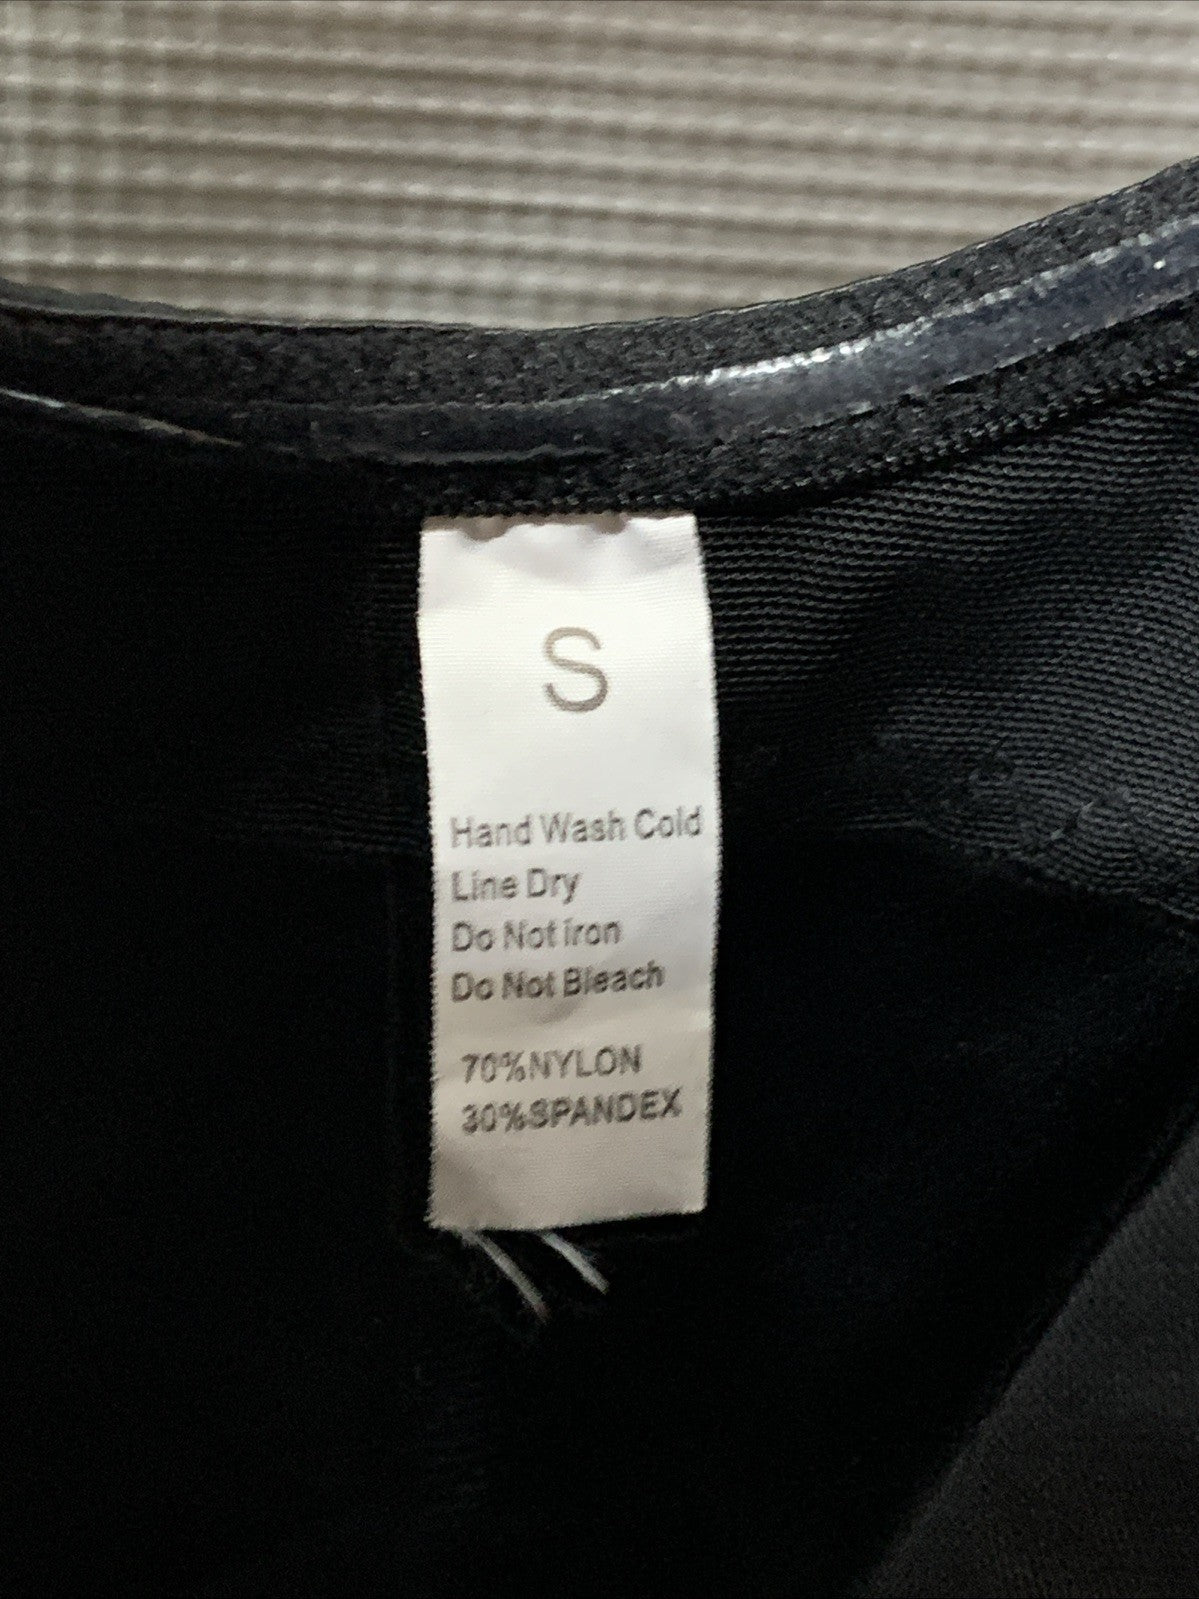 S
Hand Wash Cold
Line Dry
Do Not iron
Do Not Bleach
70%NYLON
30%SPANDEX